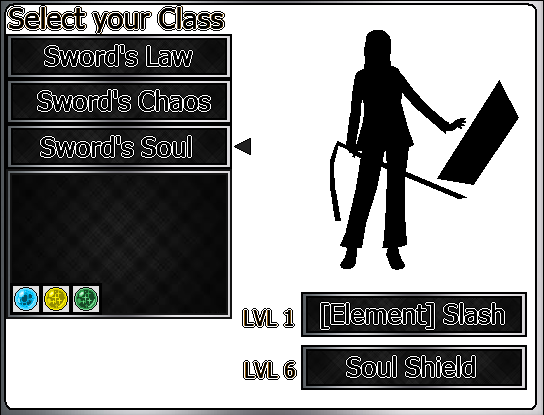 Select your Class
Sword's Law
Sword's Chaos
Sword's Soul
LVL 1 [Element] Slash
LVL 6 Soul Shield